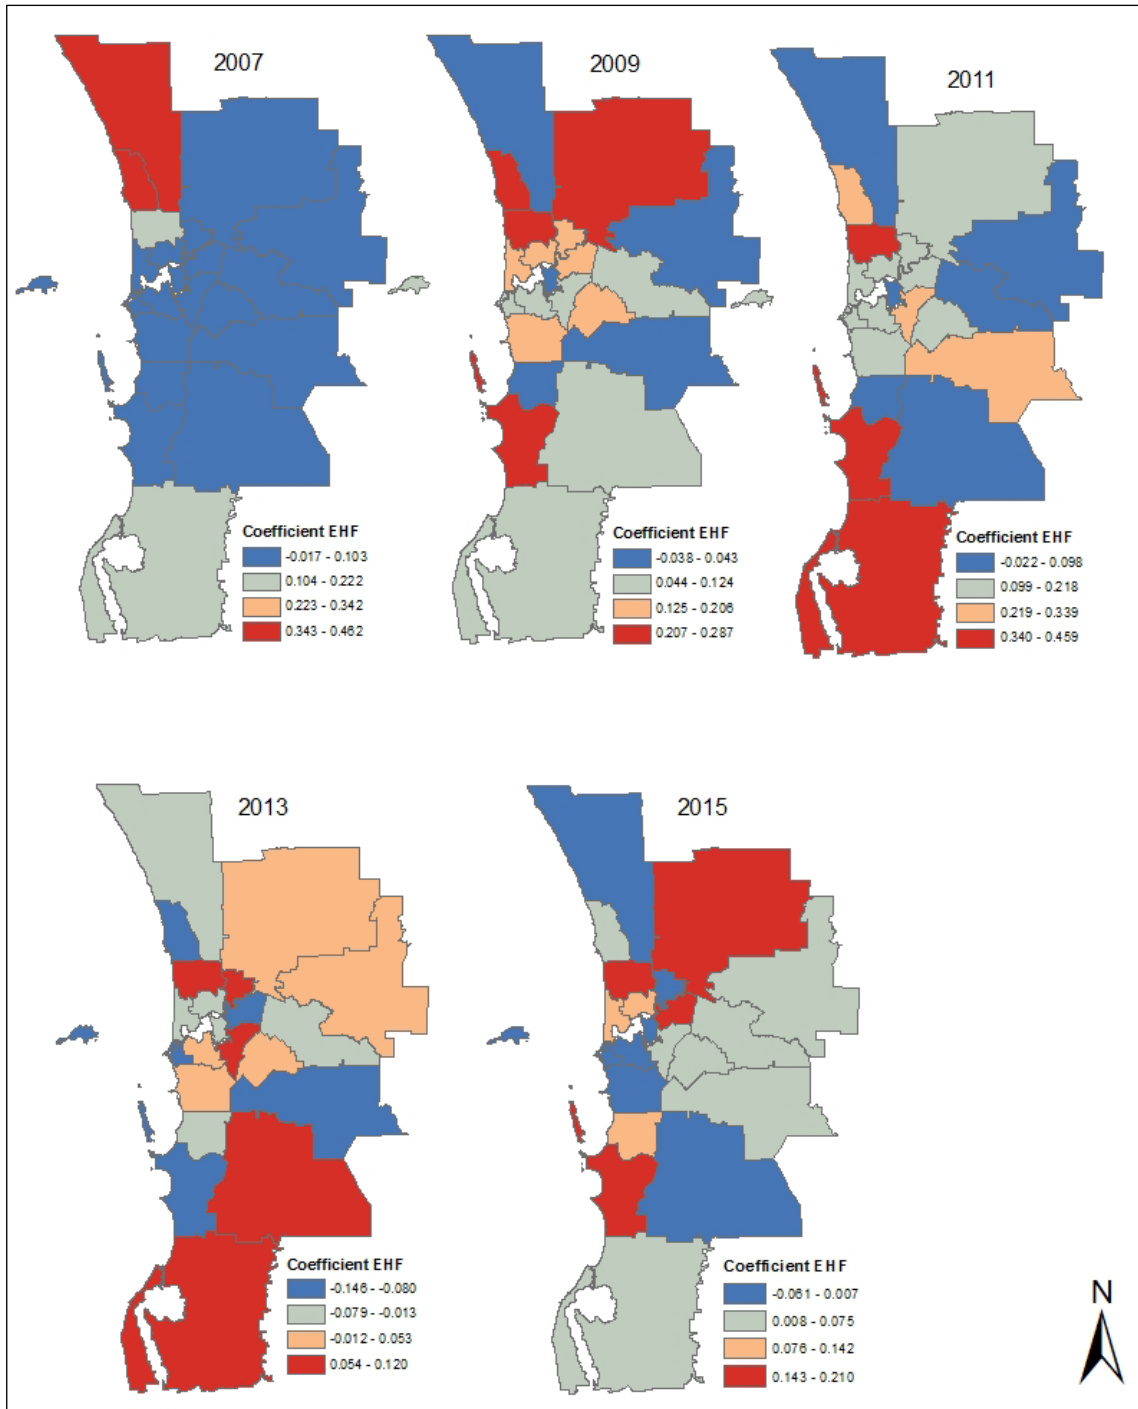 2007
2009
2011
Coefficient EHF
-0.017 - 0.103
0.104 - 0.222
0.223 - 0.342
0.343 - 0.462
Coefficient EHF
-0.038 - 0.043
0.044 - 0.124
0.125 - 0.206
0.207 - 0.287
Coefficient EHF
-0.022 - 0.098
0.099 - 0.218
0.219 - 0.339
0.340 - 0.459
2013
2015
Coefficient EHF
-0.146 - -0.080
-0.079 - -0.013
-0.012 - 0.053
0.054 - 0.120
Coefficient EHF
-0.061 - 0.007
0.008 - 0.075
0.076 - 0.142
0.143 - 0.210
N